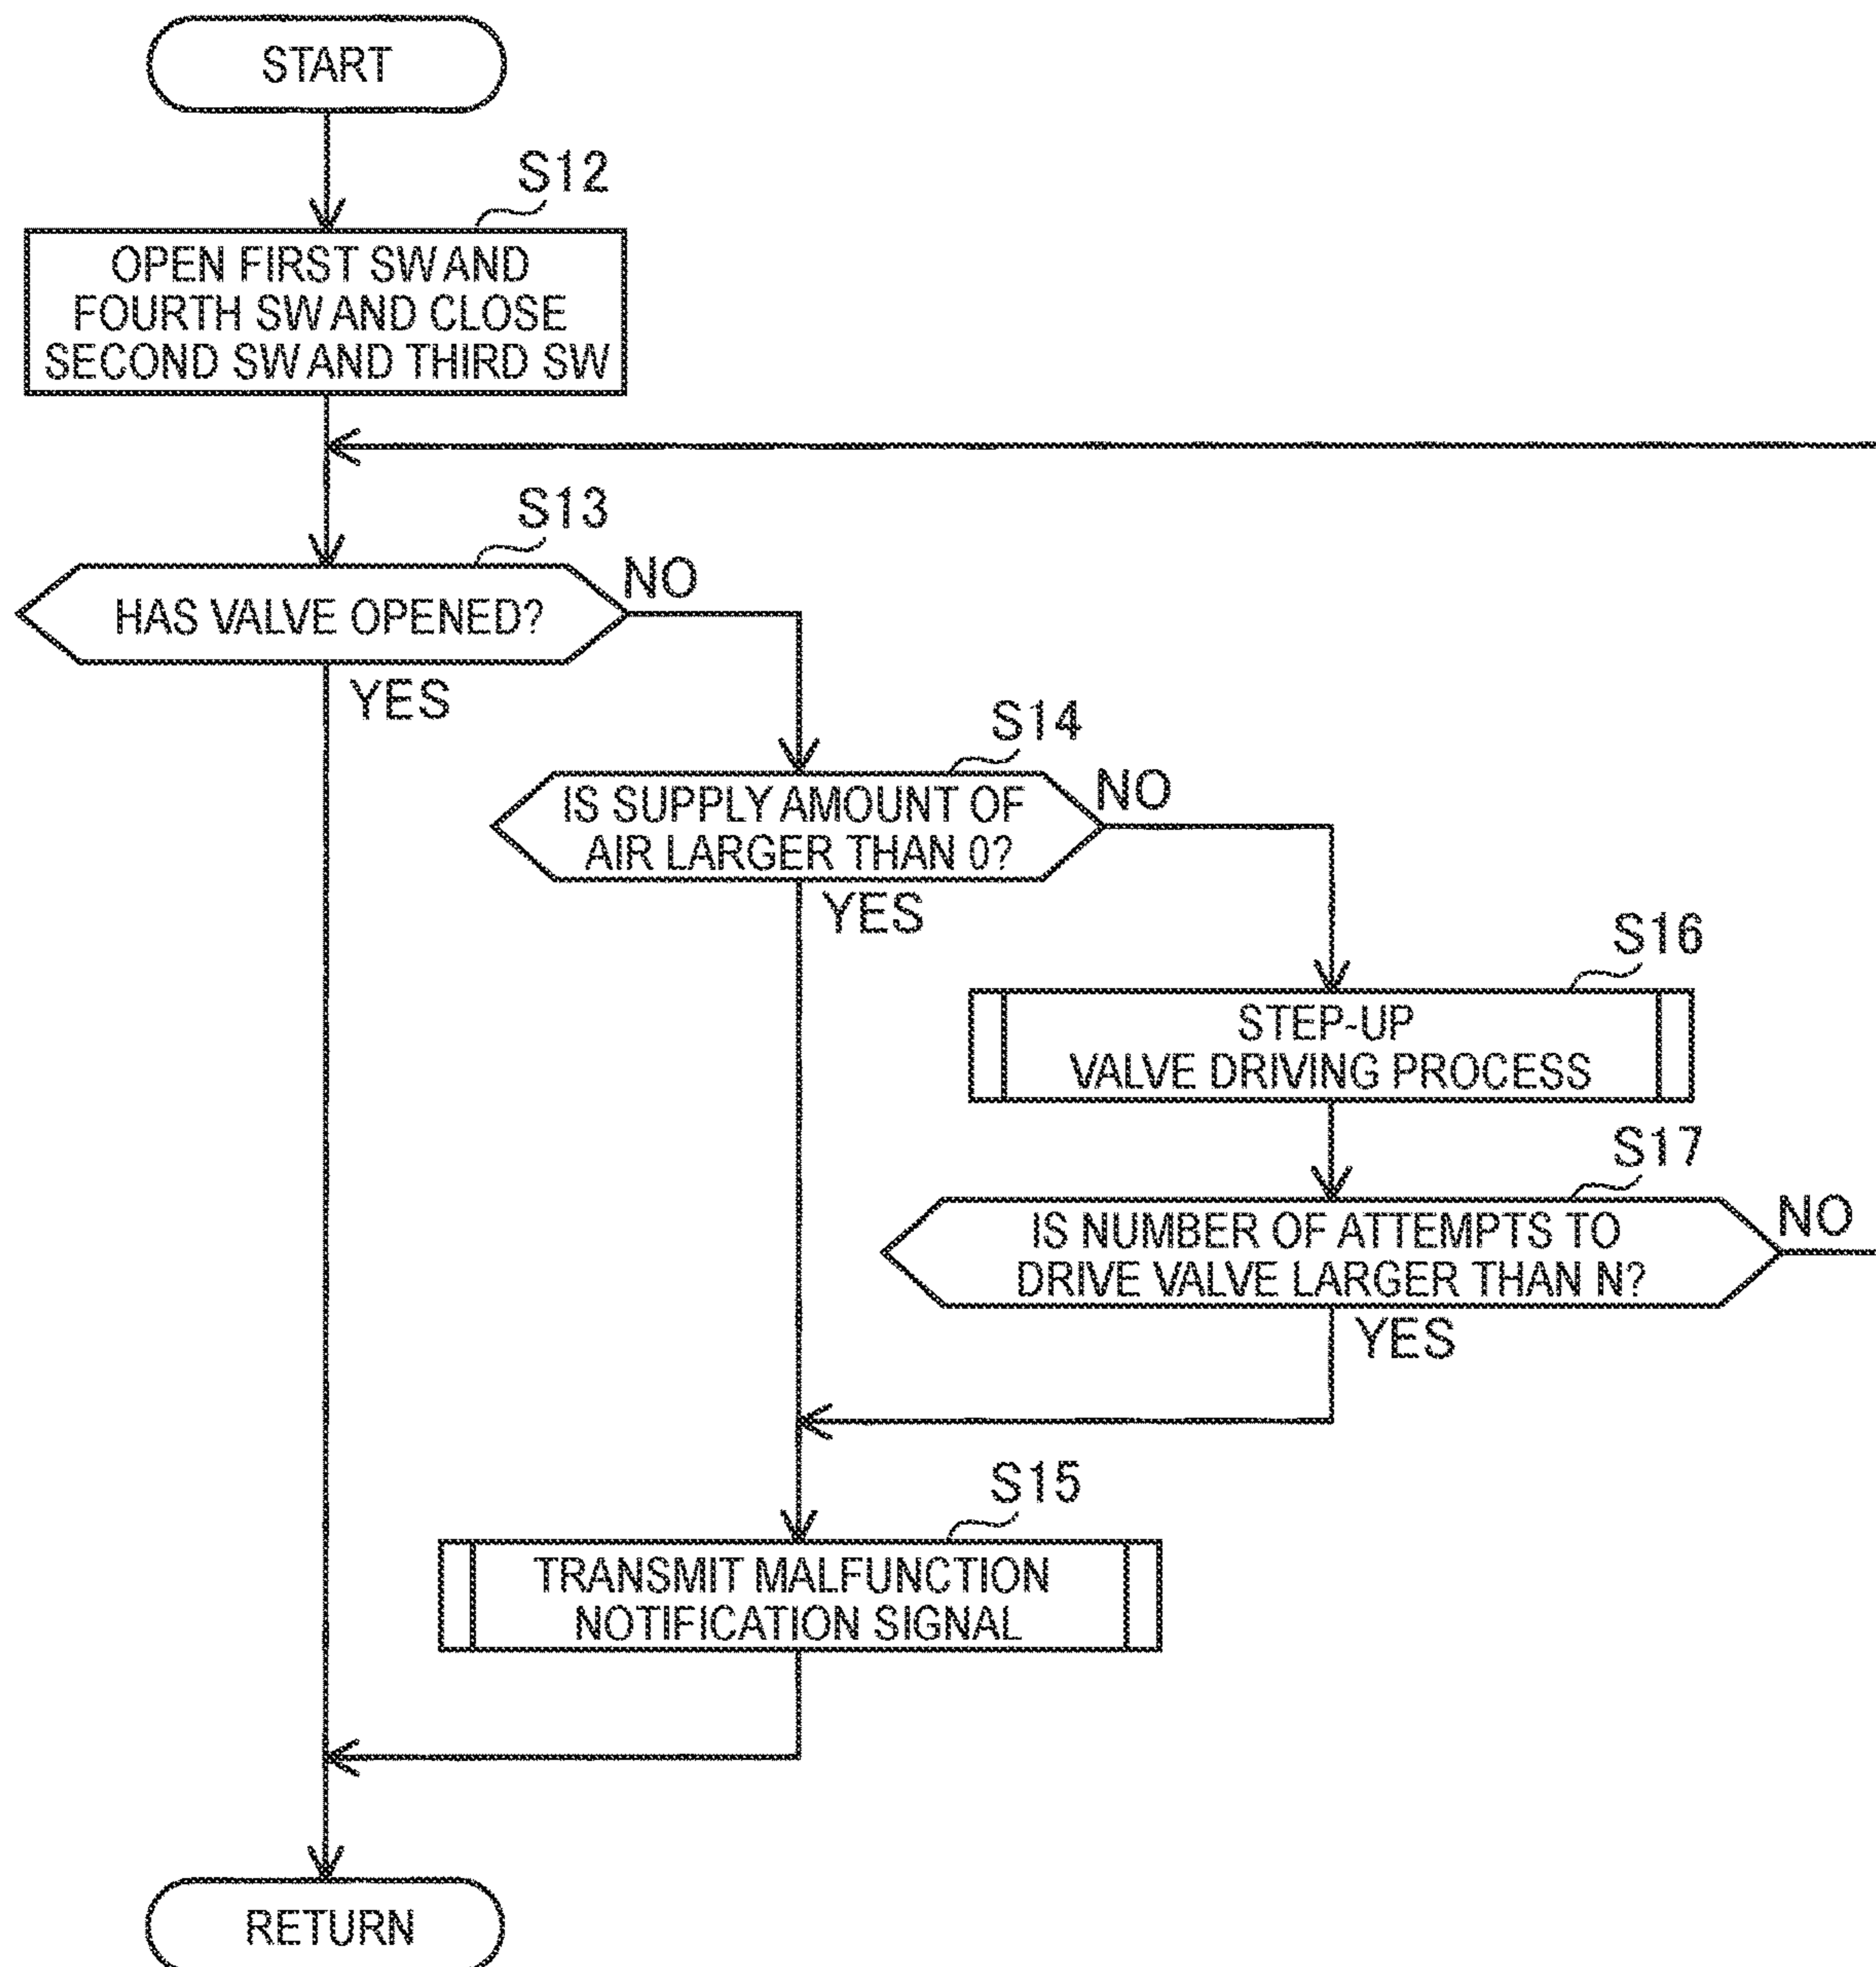 START
S12
OPEN FIRST SW AND
FOURTH SW AND CLOSE
SECOND SW AND THIRD SW
S13
HAS VALVE OPENED?
NO
YES
S14
IS SUPPLY AMOUNT OF
AIR LARGER THAN 0?
NO
YES
S16
STEP-UP
VALVE DRIVING PROCESS
S17
IS NUMBER OF ATTEMPTS TO
DRIVE VALVE LARGER THAN N?
NO
YES
S15
TRANSMIT MALFUNCTION
NOTIFICATION SIGNAL
RETURN